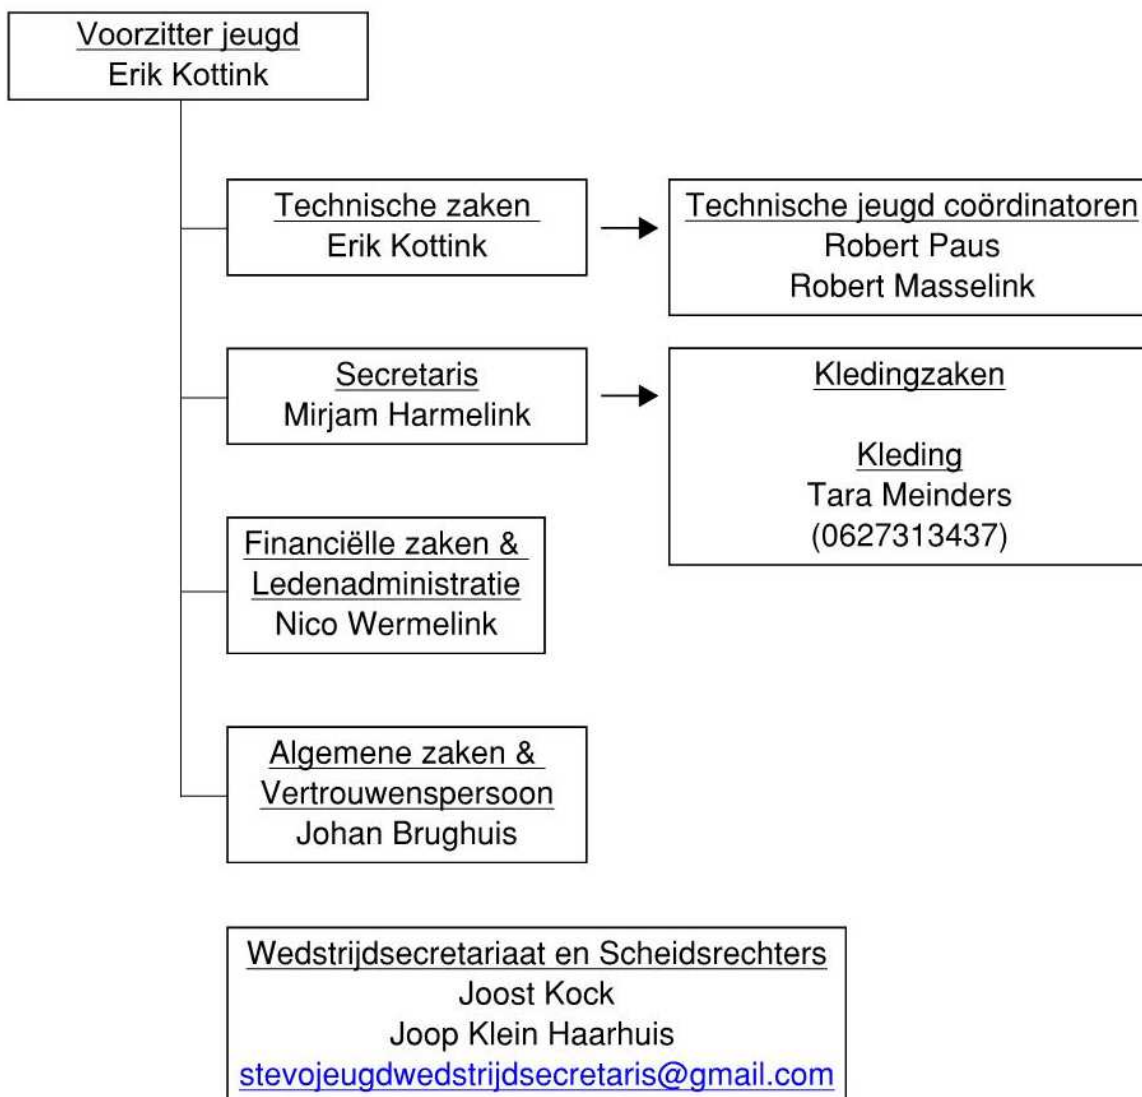 Voorzitter jeugd
Erik Kottink
Technische zaken
Erik Kottink
Technische jeugd coördinatoren
Robert Paus
Robert Masselink
Secretaris
Mirjam Harmelink
Kledingzaken
Kleding
Tara Meinders
(0627313437)
Financiëlle zaken &
Ledenadministratie
Nico Wermelink
Algemene zaken &
Vertrouwenspersoon
Johan Brughuis
Wedstrijdsecretariaat en Scheidsrechters
Joost Kock
Joop Klein Haarhuis
stevojeugdwedstrijdsecretaris@gmail.com